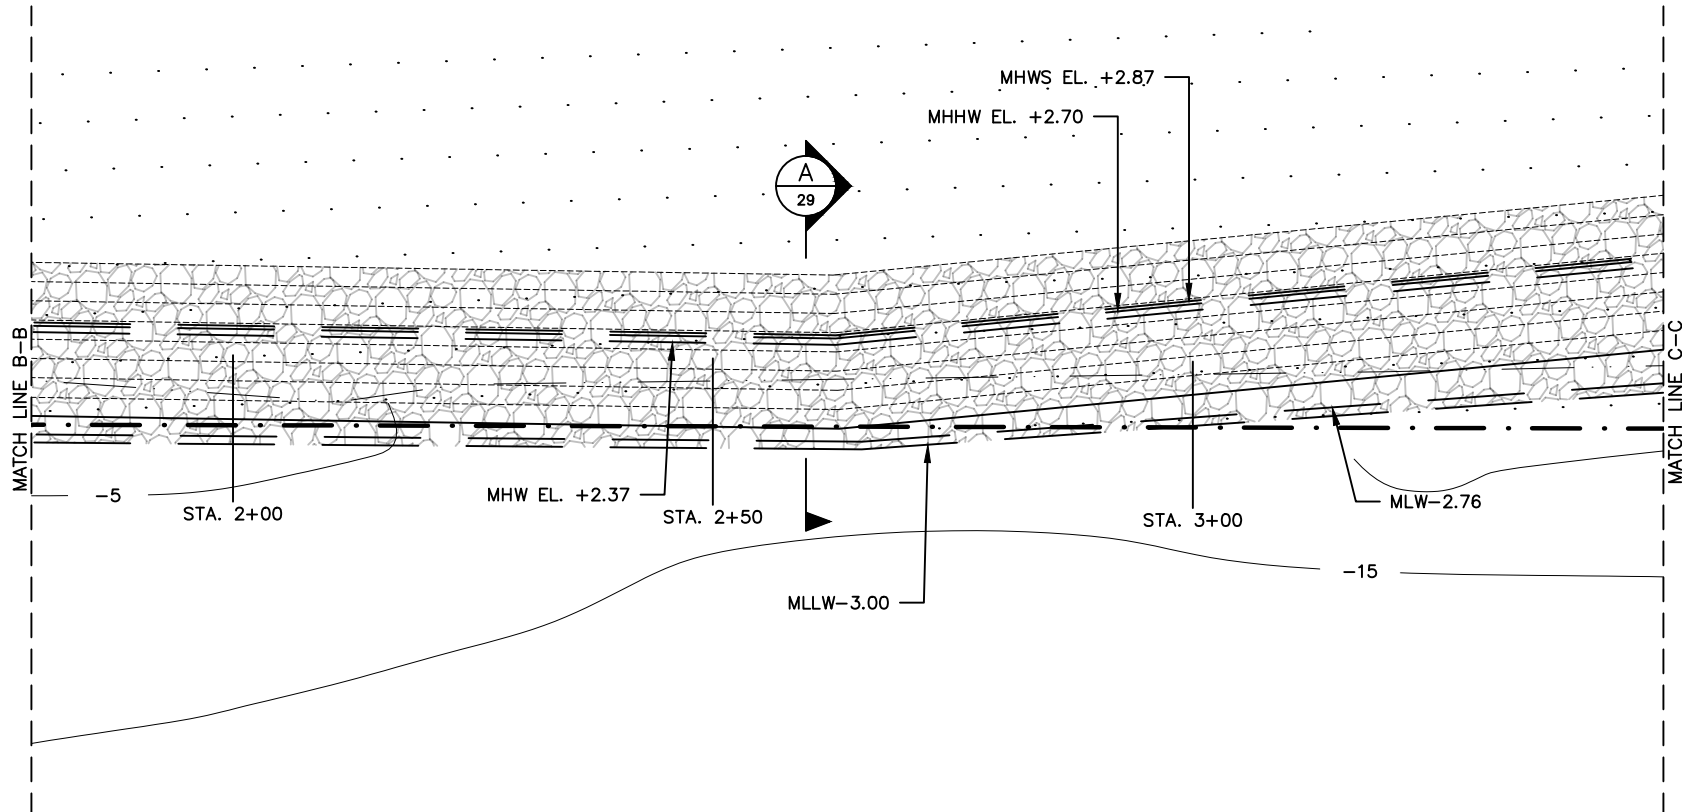 MHWS EL. +2.87
MHHW EL. +2.70
A
29
MATCH LINE B-B
MATCH LINE C-C
-5
MHW EL. +2.37
MLW-2.76
STA. 2+00
STA. 2+50
STA. 3+00
-15
MLLW-3.00